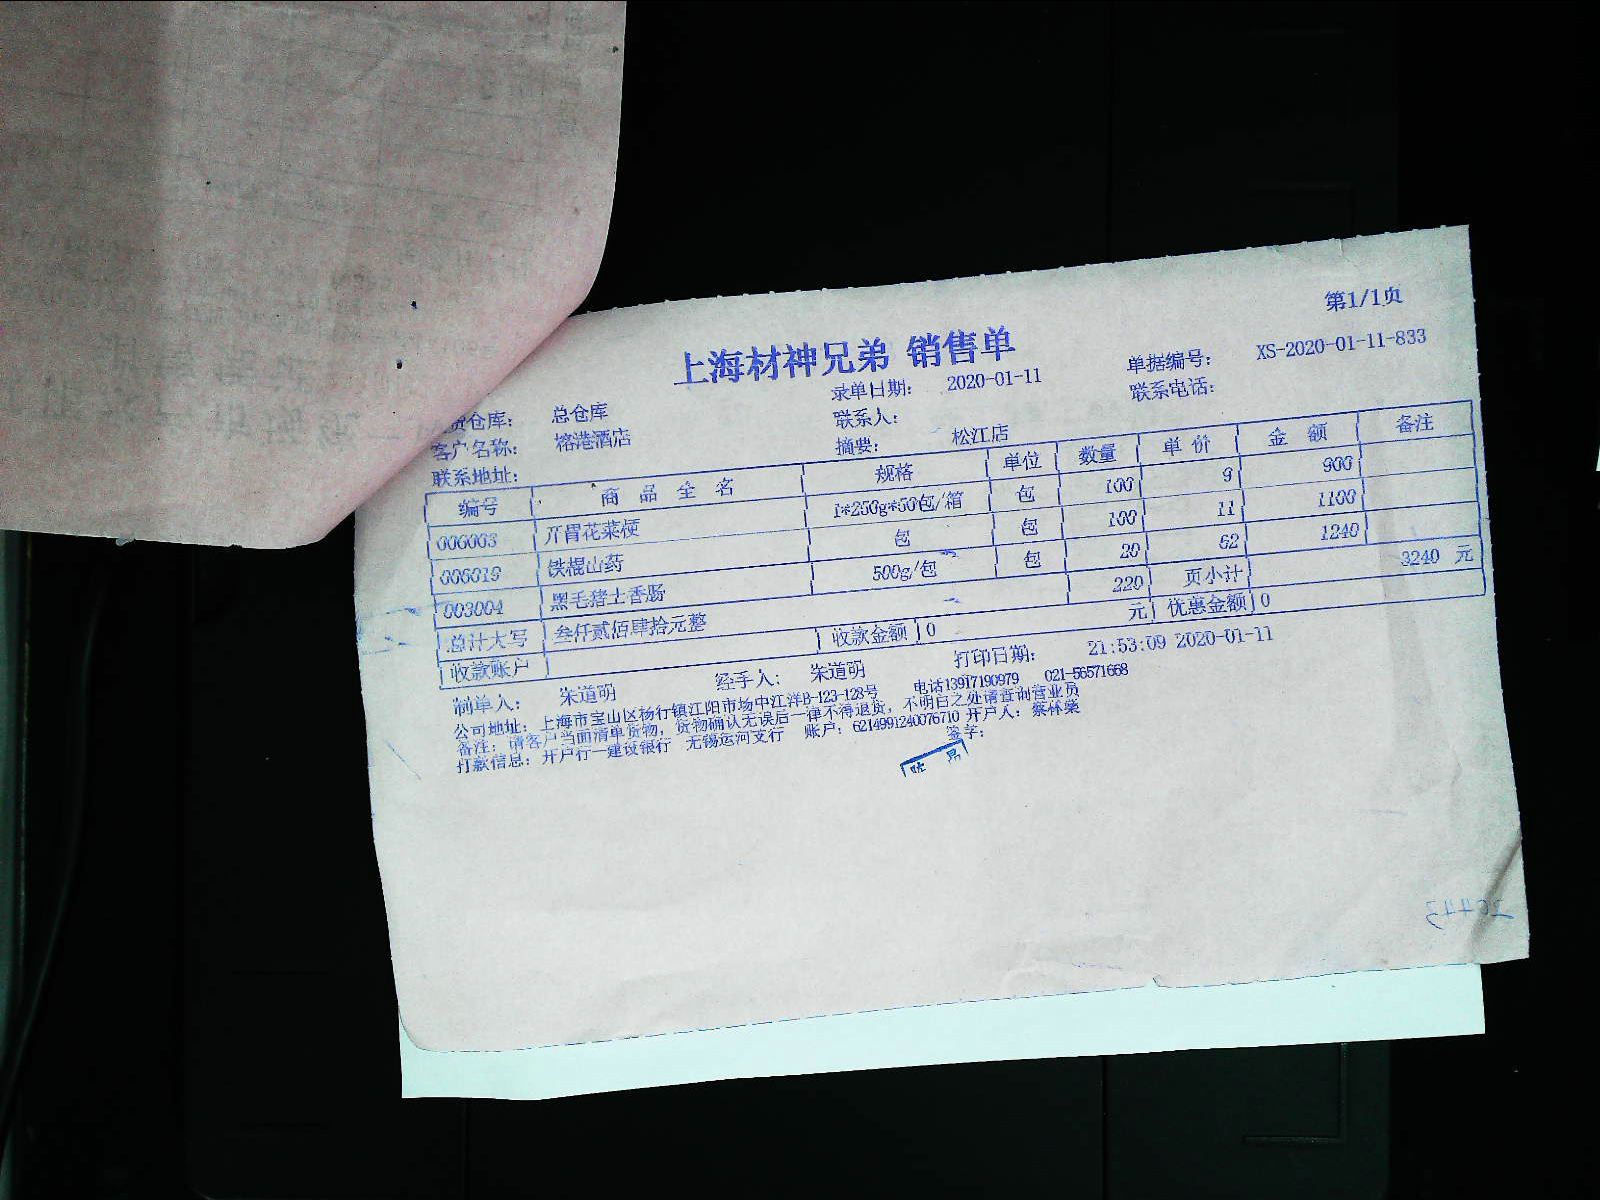 第1/1页
上海材神兄弟 销售单
货仓库: 总仓库 录单日期: 2020-01-11 单据编号: XS-2020-01-11-833
客户名称: 榕港酒店 联系人: 联系电话:
联系地址: 摘要: 松江店
编号 商品全名 规格 单位 数量 单价 金额 备注
006003 开胃花菜梗 1*250g*50包/箱 包 100 9 900
006019 铁棍山药 包 包 100 11 1100
003004 黑毛猪土香肠 500g/包 包 20 62 1240
总计大写 叁仟贰佰肆拾元整 220 页小计 3240 元
收款账户 收款金额 0 元 优惠金额 0
制单人: 朱道明 经手人: 朱道明 打印日期: 21:53:09 2020-01-11
公司地址: 上海市宝山区杨行镇江阳市场中江洋B-123-128号 电话13917190979 021-56571668
备注: 请客户当面清单货物, 货物确认无误后一律不得退货, 不明白之处请查询营业员
打款信息: 开户行—建设银行 无锡运河支行 账户: 6214991240076710 开户人: 蔡林燊
签字: